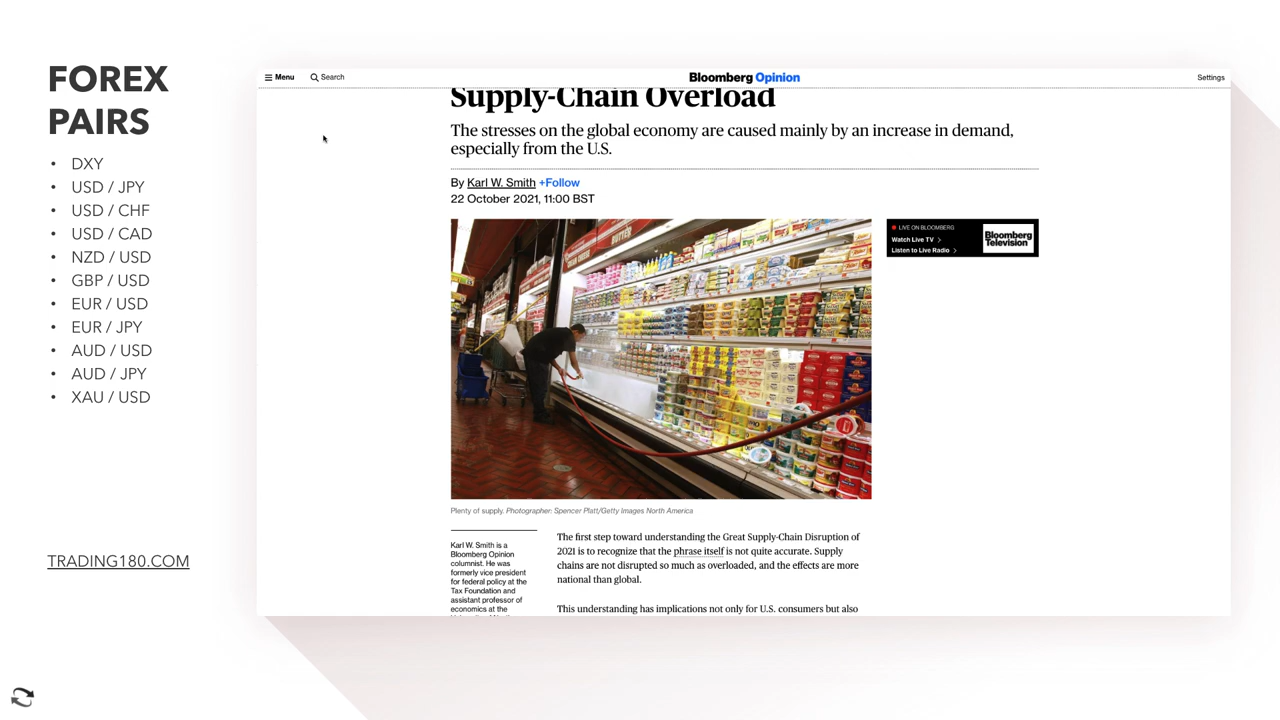 FOREX
PAIRS
• DXY
• USD / JPY
• USD / CHF
• USD / CAD
• NZD / USD
• GBP / USD
• EUR / USD
• EUR / JPY
• AUD / USD
• AUD / JPY
• XAU / USD
TRADING180.COM
Menu Search Bloomberg Opinion Settings
Supply-Chain Overload
The stresses on the global economy are caused mainly by an increase in demand,
especially from the U.S.
By Karl W. Smith +Follow
22 October 2021, 11:00 BST
LIVE ON BLOOMBERG
Watch Live TV
Listen to Live Radio
Bloomberg
Television
BUTTER
CREAM CHEESE
Plenty of supply. Photographer: Spencer Platt/Getty Images North America
Karl W. Smith is a
Bloomberg Opinion
columnist. He was
formerly vice president
for federal policy at the
Tax Foundation and
assistant professor of
economics at the
The first step toward understanding the Great Supply-Chain Disruption of
2021 is to recognize that the phrase itself is not quite accurate. Supply
chains are not disrupted so much as overloaded, and the effects are more
national than global.
This understanding has implications not only for U.S. consumers but also